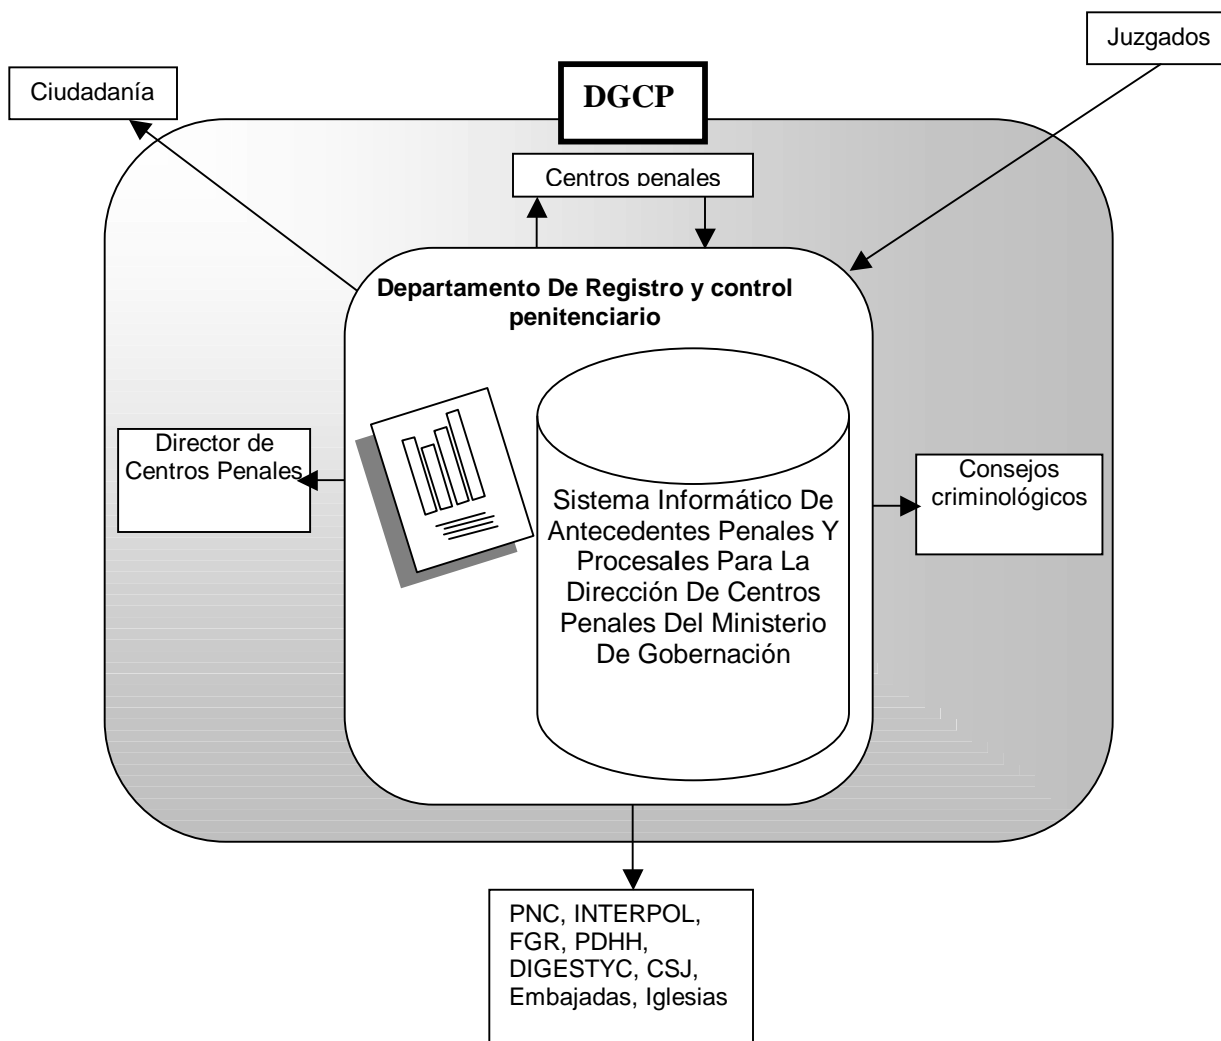 Juzgados
Ciudadanía
DGCP
Centros penales
Departamento De Registro y control
penitenciario
Director de
Centros Penales
Sistema Informático De
Antecedentes Penales Y
Procesales Para La
Dirección De Centros
Penales Del Ministerio
De Gobernación
Consejos
criminológicos
PNC, INTERPOL,
FGR, PDHH,
DIGESTYC, CSJ,
Embajadas, Iglesias